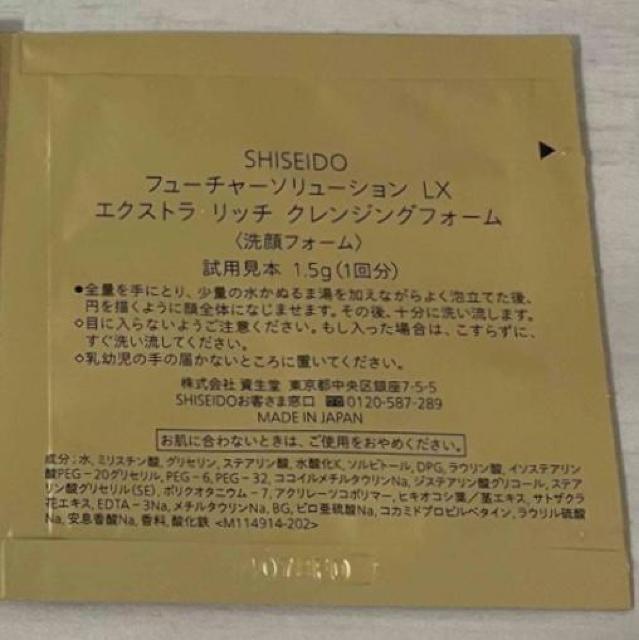 SHISEIDO
フューチャーソリューション LX
エクストラ リッチ クレンジングフォーム
〈洗顔フォーム〉
試用見本 1.5g(1回分)
●全量を手にとり、少量の水かぬるま湯を加えながらよく泡立てた後、
円を描くように顔全体になじませます。その後、十分に洗い流します。
◇目に入らないようご注意ください。もし入った場合は、こすらずに、
すぐ洗い流してください。
◇乳幼児の手の届かないところに置いてください。
株式会社 資生堂 東京都中央区銀座7-5-5
SHISEIDOお客さま窓口 0120-587-289
MADE IN JAPAN
お肌に合わないときは、ご使用をおやめください。
成分:水,ミリスチン酸,グリセリン,ステアリン酸,水酸化K,ソルビトール,DPG,ラウリン酸,イソステアリン
酸PEG-20グリセリル,PEG-6,PEG-32,ココイルメチルタウリンNa,ジステアリン酸グリコール,ステア
リン酸グリセリル(SE),ポリクオタニウム-7,アクリレーツコポリマー,ヒキオコシ葉/茎エキス,サトザクラ
花エキス,EDTA-3Na,メチルタウリンNa,BG,ピロ亜硫酸Na,コカミドプロピルベタイン,ラウリル硫酸
Na,安息香酸Na,香料,酸化鉄 <M114914-202>